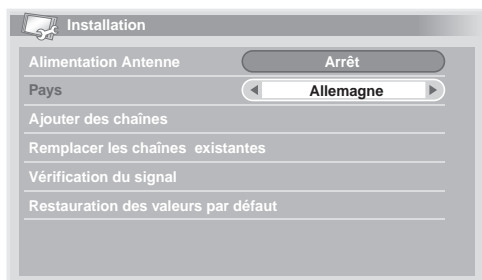 Installation
Alimentation Antenne Arrêt
Pays Allemagne
Ajouter des chaînes
Remplacer les chaînes existantes
Vérification du signal
Restauration des valeurs par défaut